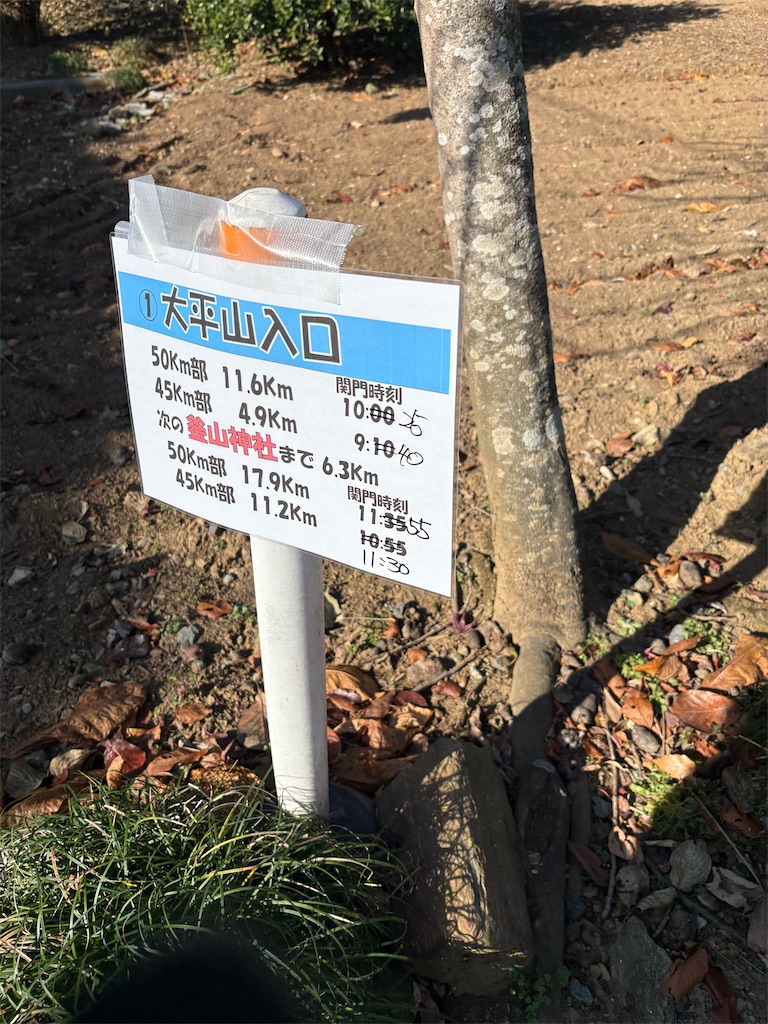 ①大平山入口
50Km部 11.6Km 関門時刻
10:00 25
45Km部 4.9Km
9:10 40
次の釜山神社まで 6.3Km
50Km部 17.9Km 関門時刻
11:35 55
45Km部 11.2Km
10:55
11:30